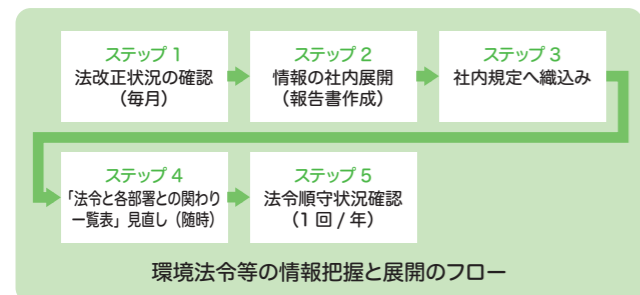 ステップ 1
法改正状況の確認
（毎月）
ステップ 2
情報の社内展開
（報告書作成）
ステップ 3
社内規定へ織込み
ステップ 4
「法令と各部署との関わり
一覧表」見直し（随時）
ステップ 5
法令順守状況確認
（1 回 / 年）
環境法令等の情報把握と展開のフロー